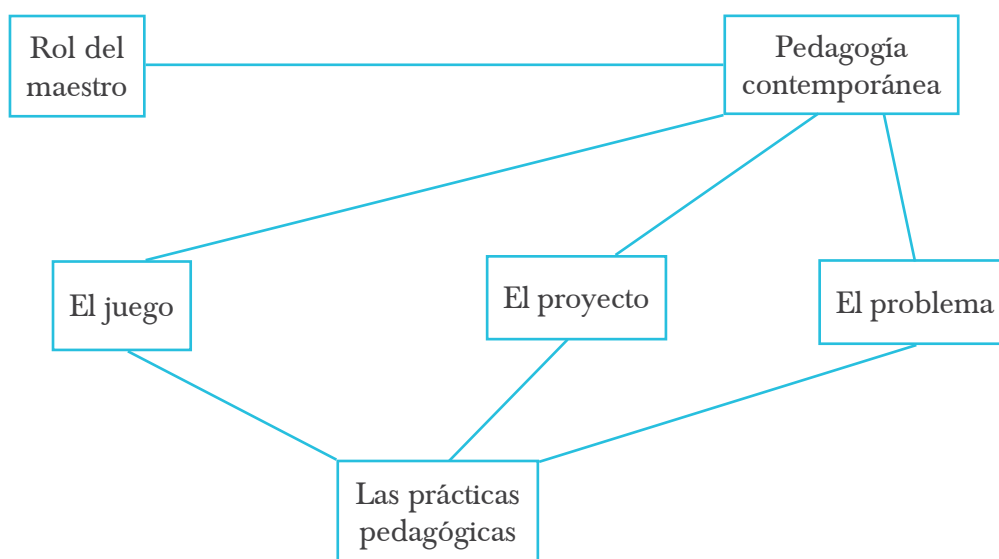 Rol del
maestro
Pedagogía
contemporánea
El juego
El proyecto
El problema
Las prácticas
pedagógicas